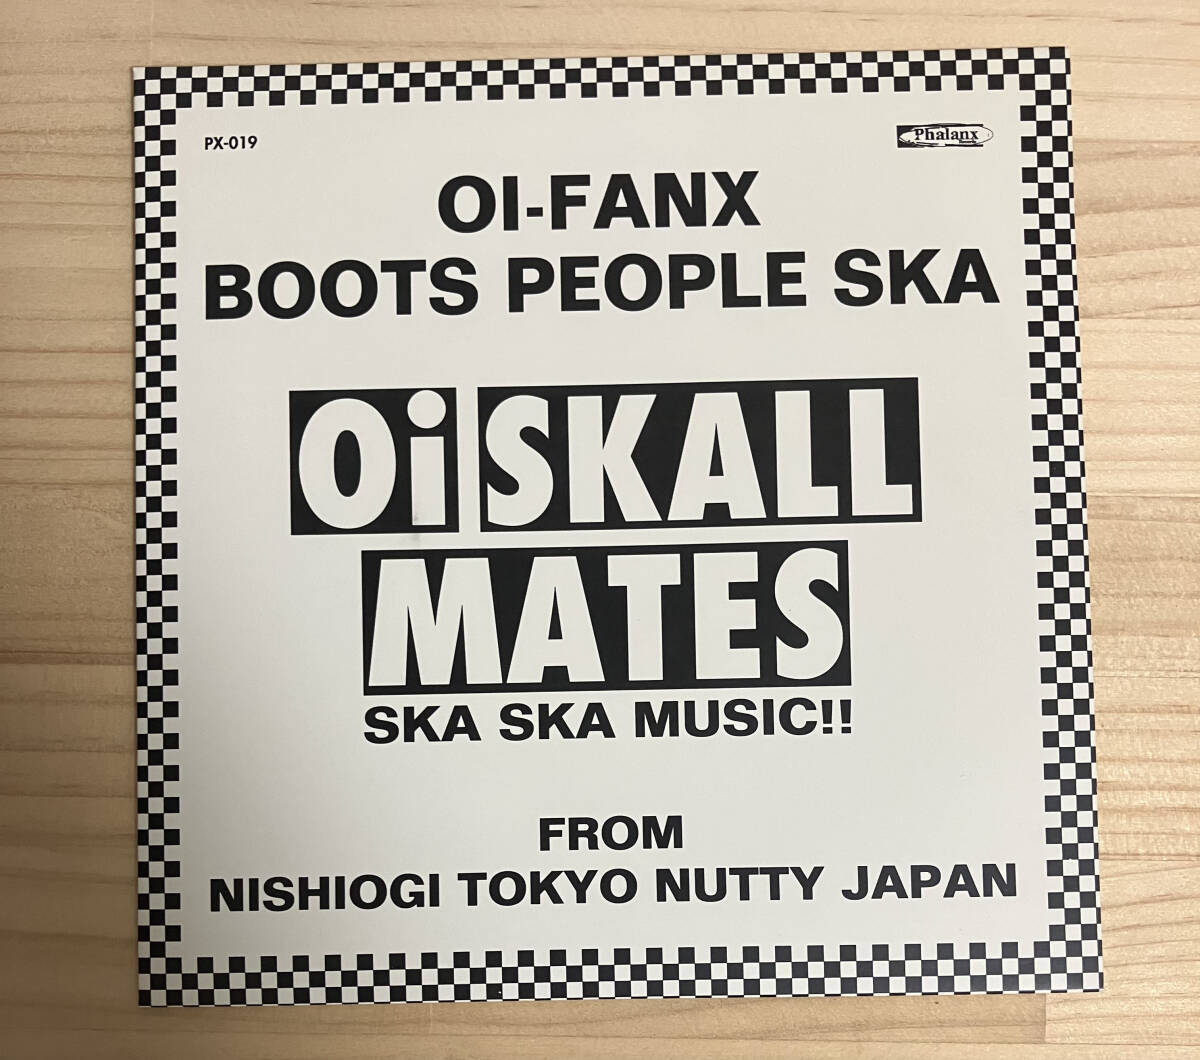 PX-019
Phalanx
OI-FANX
BOOTS PEOPLE SKA
Oi SKALL
MATES
SKA SKA MUSIC!!
FROM
NISHIOGI TOKYO NUTTY JAPAN